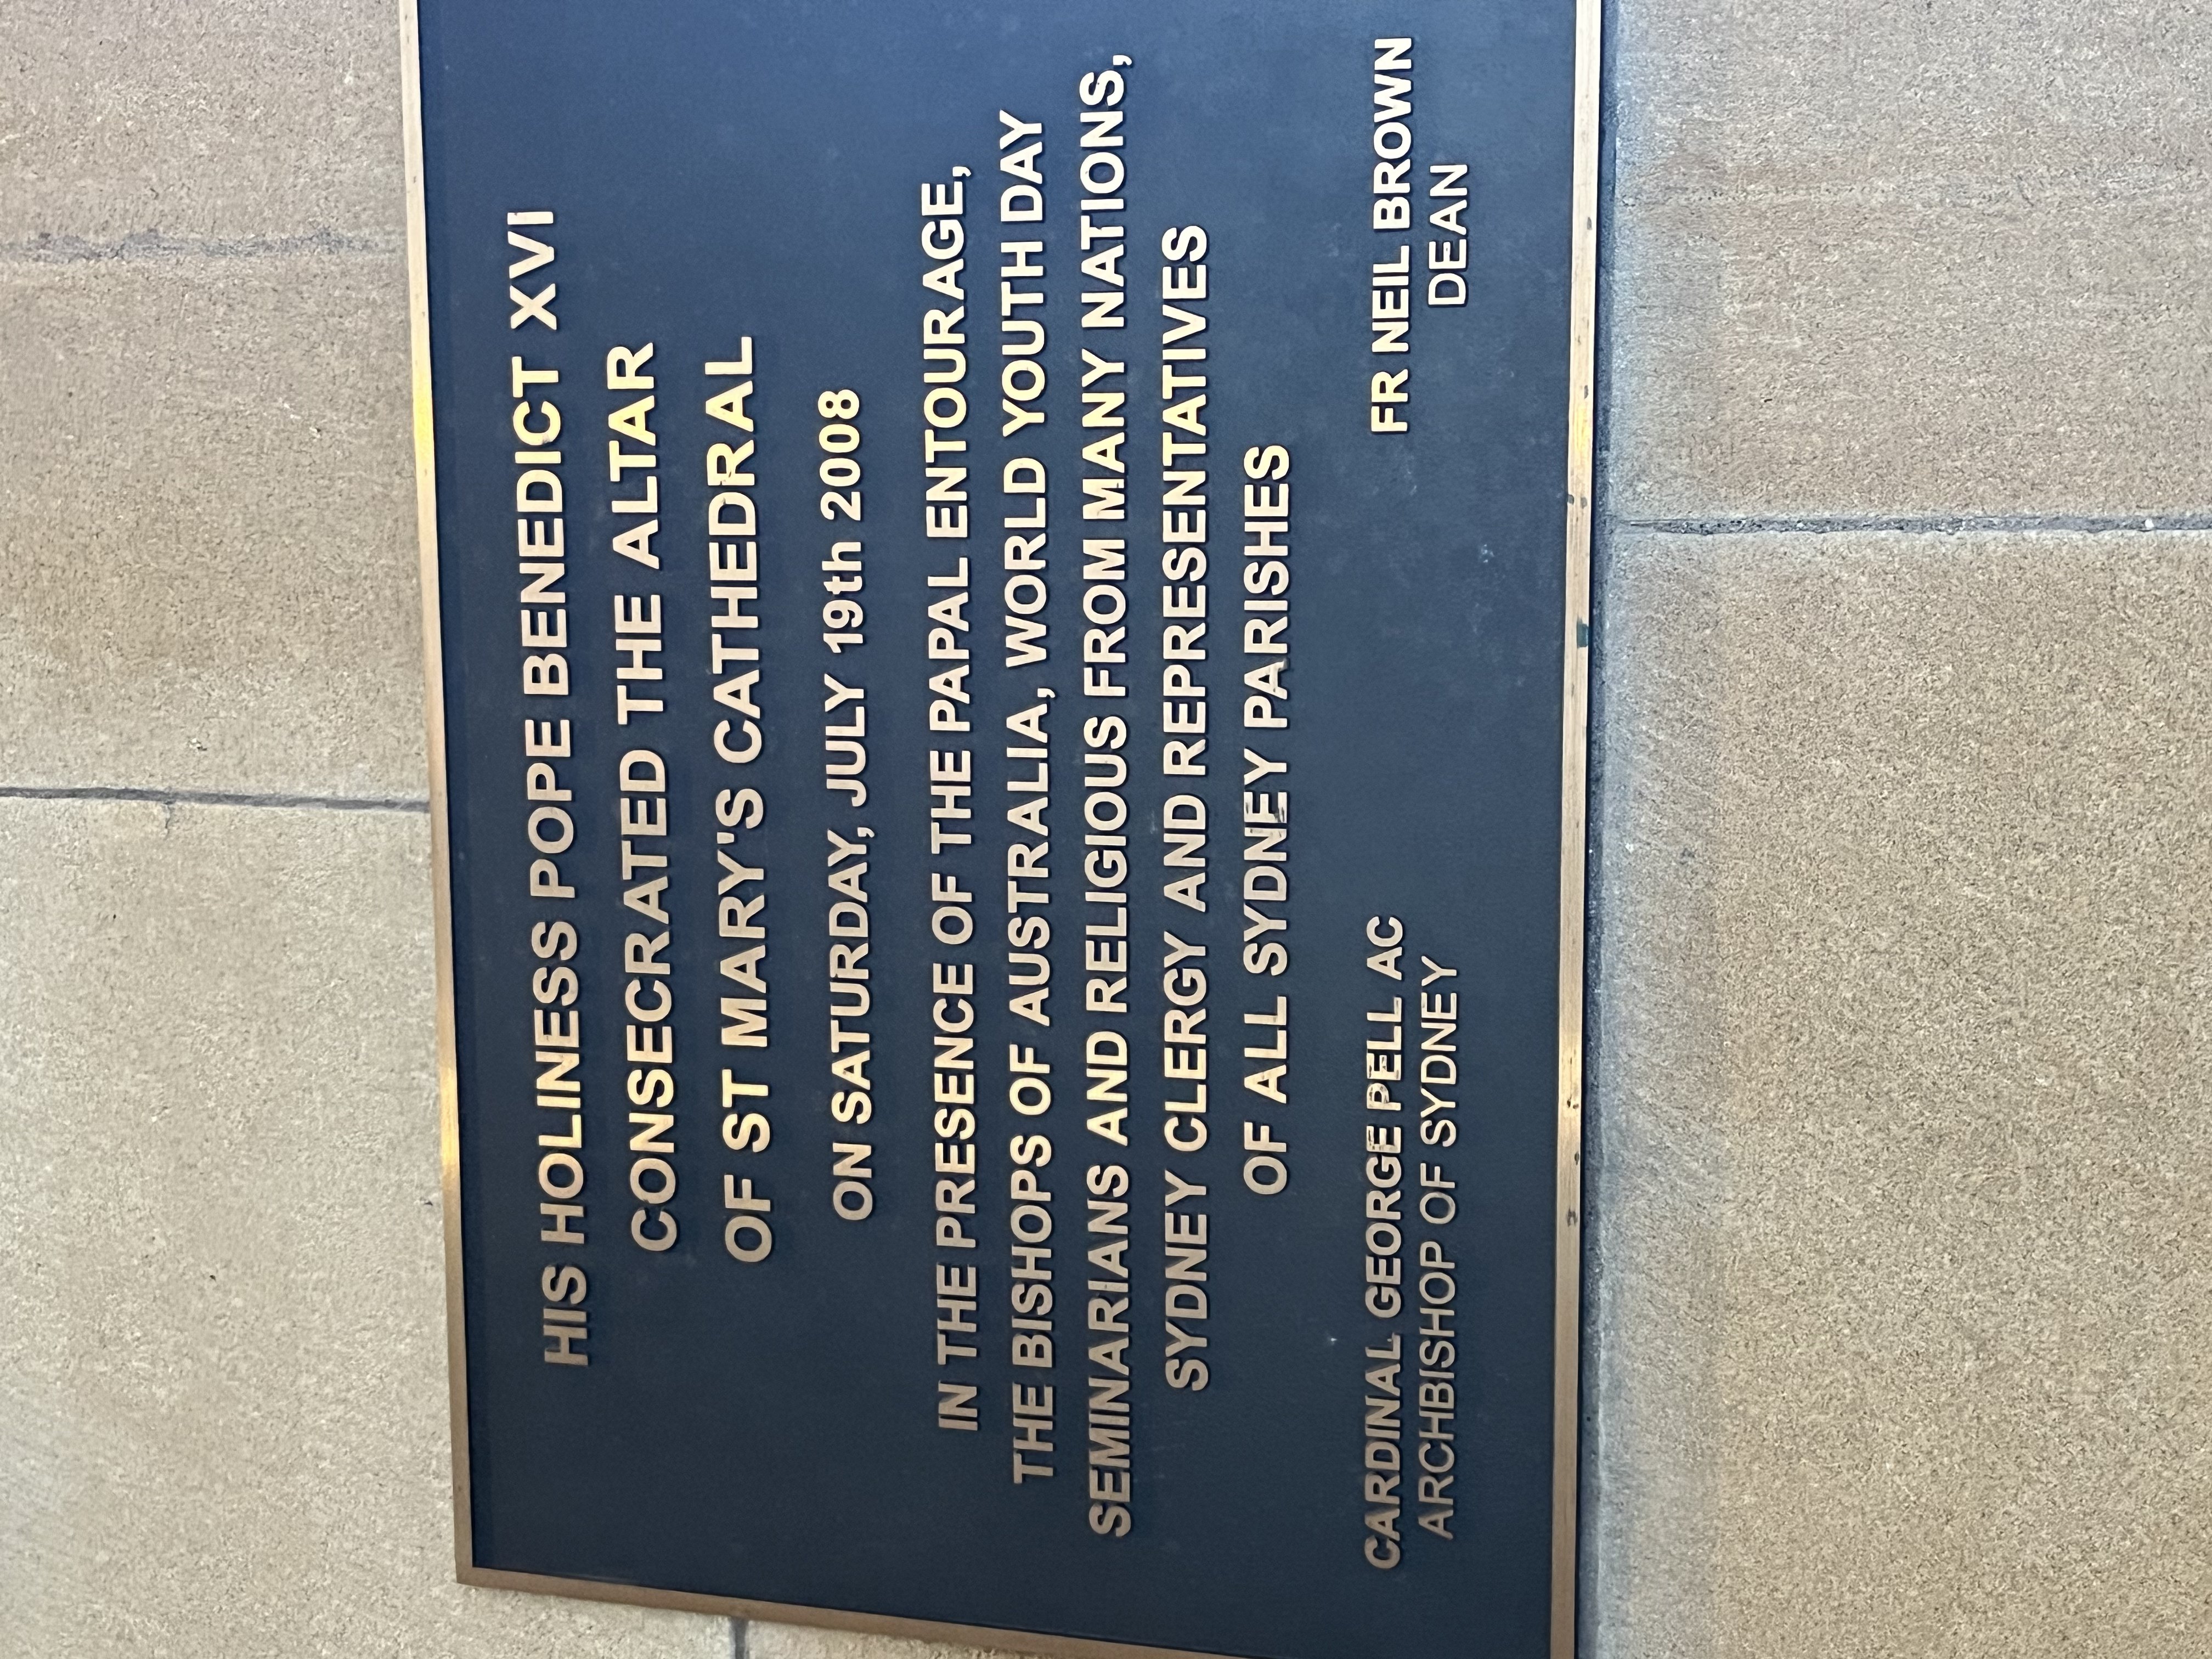 HIS HOLINESS POPE BENEDICT XVI
CONSECRATED THE ALTAR
OF ST MARY'S CATHEDRAL
ON SATURDAY, JULY 19th 2008
IN THE PRESENCE OF THE PAPAL ENTOURAGE,
THE BISHOPS OF AUSTRALIA, WORLD YOUTH DAY
SEMINARIANS AND RELIGIOUS FROM MANY NATIONS,
SYDNEY CLERGY AND REPRESENTATIVES
OF ALL SYDNEY PARISHES
CARDINAL GEORGE PELL AC
ARCHBISHOP OF SYDNEY
FR NEIL BROWN
DEAN